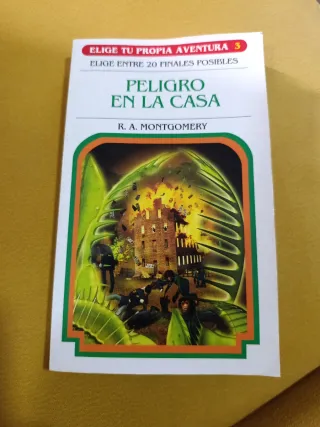 ELIGE TU PROPIA AVENTURA 3
ELIGE ENTRE 20 FINALES POSIBLES
PELIGRO
EN LA CASA
R. A. MONTGOMERY